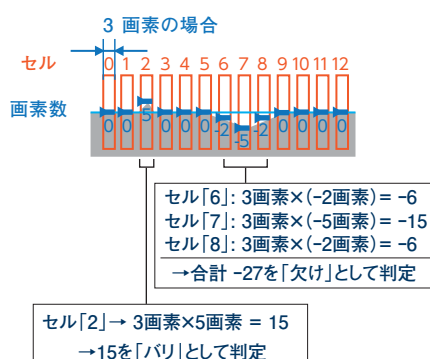 3 画素の場合
セル 0 1 2 3 4 5 6 7 8 9 10 11 12
画素数
0 0 5 0 0 0 -2 -5 -2 0 0 0 0
セル「6」: 3画素×(-2画素)= -6
セル「7」: 3画素×(-5画素)= -15
セル「8」: 3画素×(-2画素)= -6
→合計 -27を「欠け」として判定
セル「2」→ 3画素×5画素 = 15
→15を「バリ」として判定